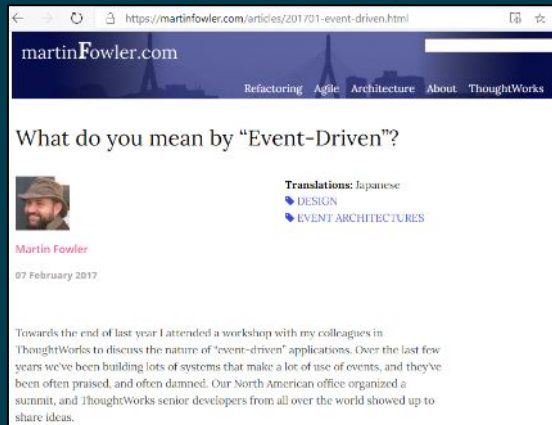 https://martinfowler.com/articles/201701-event-driven.html
martinFowler.com
Refactoring Agile Architecture About ThoughtWorks
What do you mean by “Event-Driven”?
Translations: Japanese
DESIGN
EVENT ARCHITECTURES
Martin Fowler
07 February 2017
Towards the end of last year I attended a workshop with my colleagues in
ThoughtWorks to discuss the nature of “event-driven” applications. Over the last few
years we've been building lots of systems that make a lot of use of events, and they've
been often praised, and often damned. Our North American office organized a
summit, and ThoughtWorks senior developers from all over the world showed up to
share ideas.